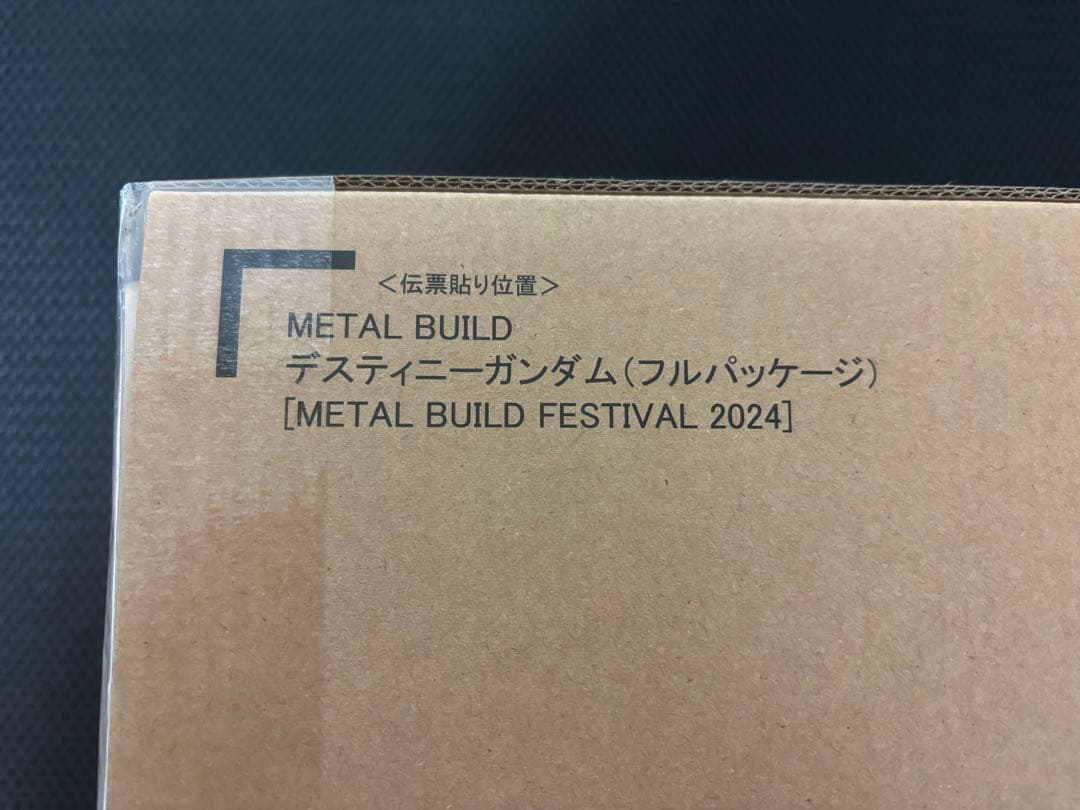 ＜伝票貼り位置＞
METAL BUILD
デスティニーガンダム（フルパッケージ）
[METAL BUILD FESTIVAL 2024]